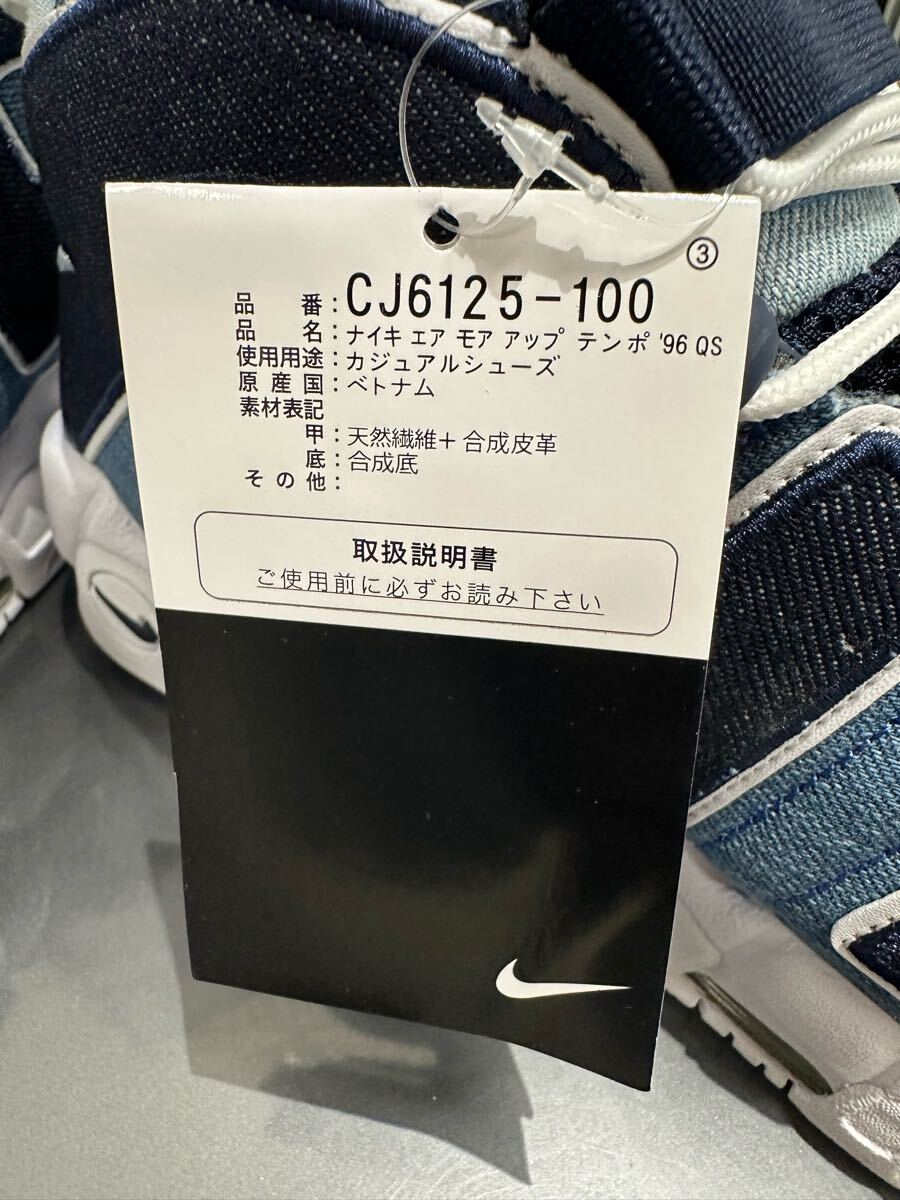 ③
品番：CJ6125-100
品名：ナイキ エア モア アップ テンポ '96 QS
使用用途：カジュアルシューズ
原産国：ベトナム
素材表記
甲：天然繊維＋合成皮革
底：合成底
その他：
取扱説明書
ご使用前に必ずお読み下さい